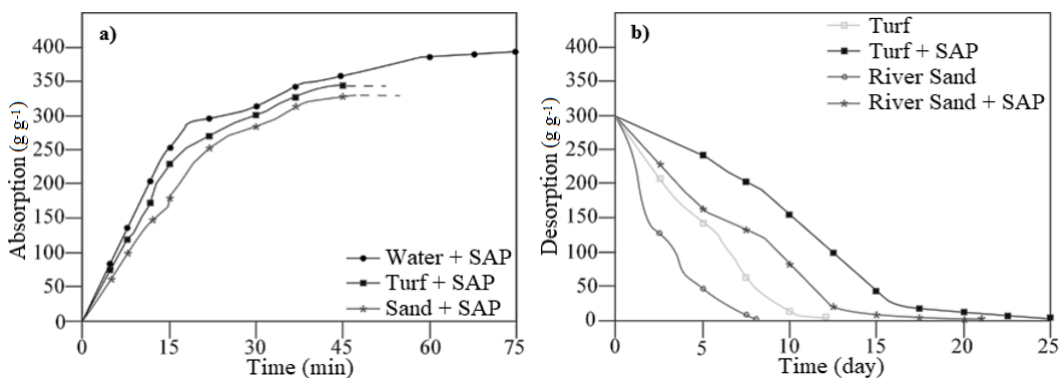 a)
Absorption (g g⁻¹)
400
350
300
250
200
150
100
50
0
0 15 30 45 60 75
Time (min)
Water + SAP
Turf + SAP
Sand + SAP
b)
Desorption (g g⁻¹)
400
350
300
250
200
150
100
50
0
0 5 10 15 20 25
Time (day)
Turf
Turf + SAP
River Sand
River Sand + SAP